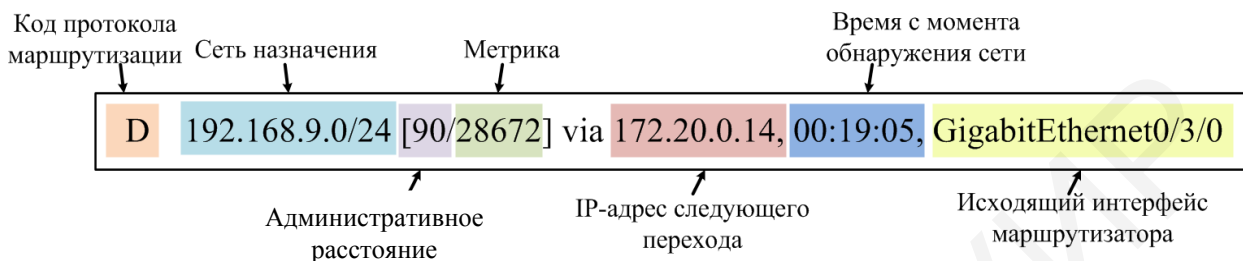 Код протокола
маршрутизации
Сеть назначения
Метрика
Время с момента
обнаружения сети
D 192.168.9.0/24 [90/28672] via 172.20.0.14, 00:19:05, GigabitEthernet0/3/0
Административное
расстояние
IP-адрес следующего
перехода
Исходящий интерфейс
маршрутизатора